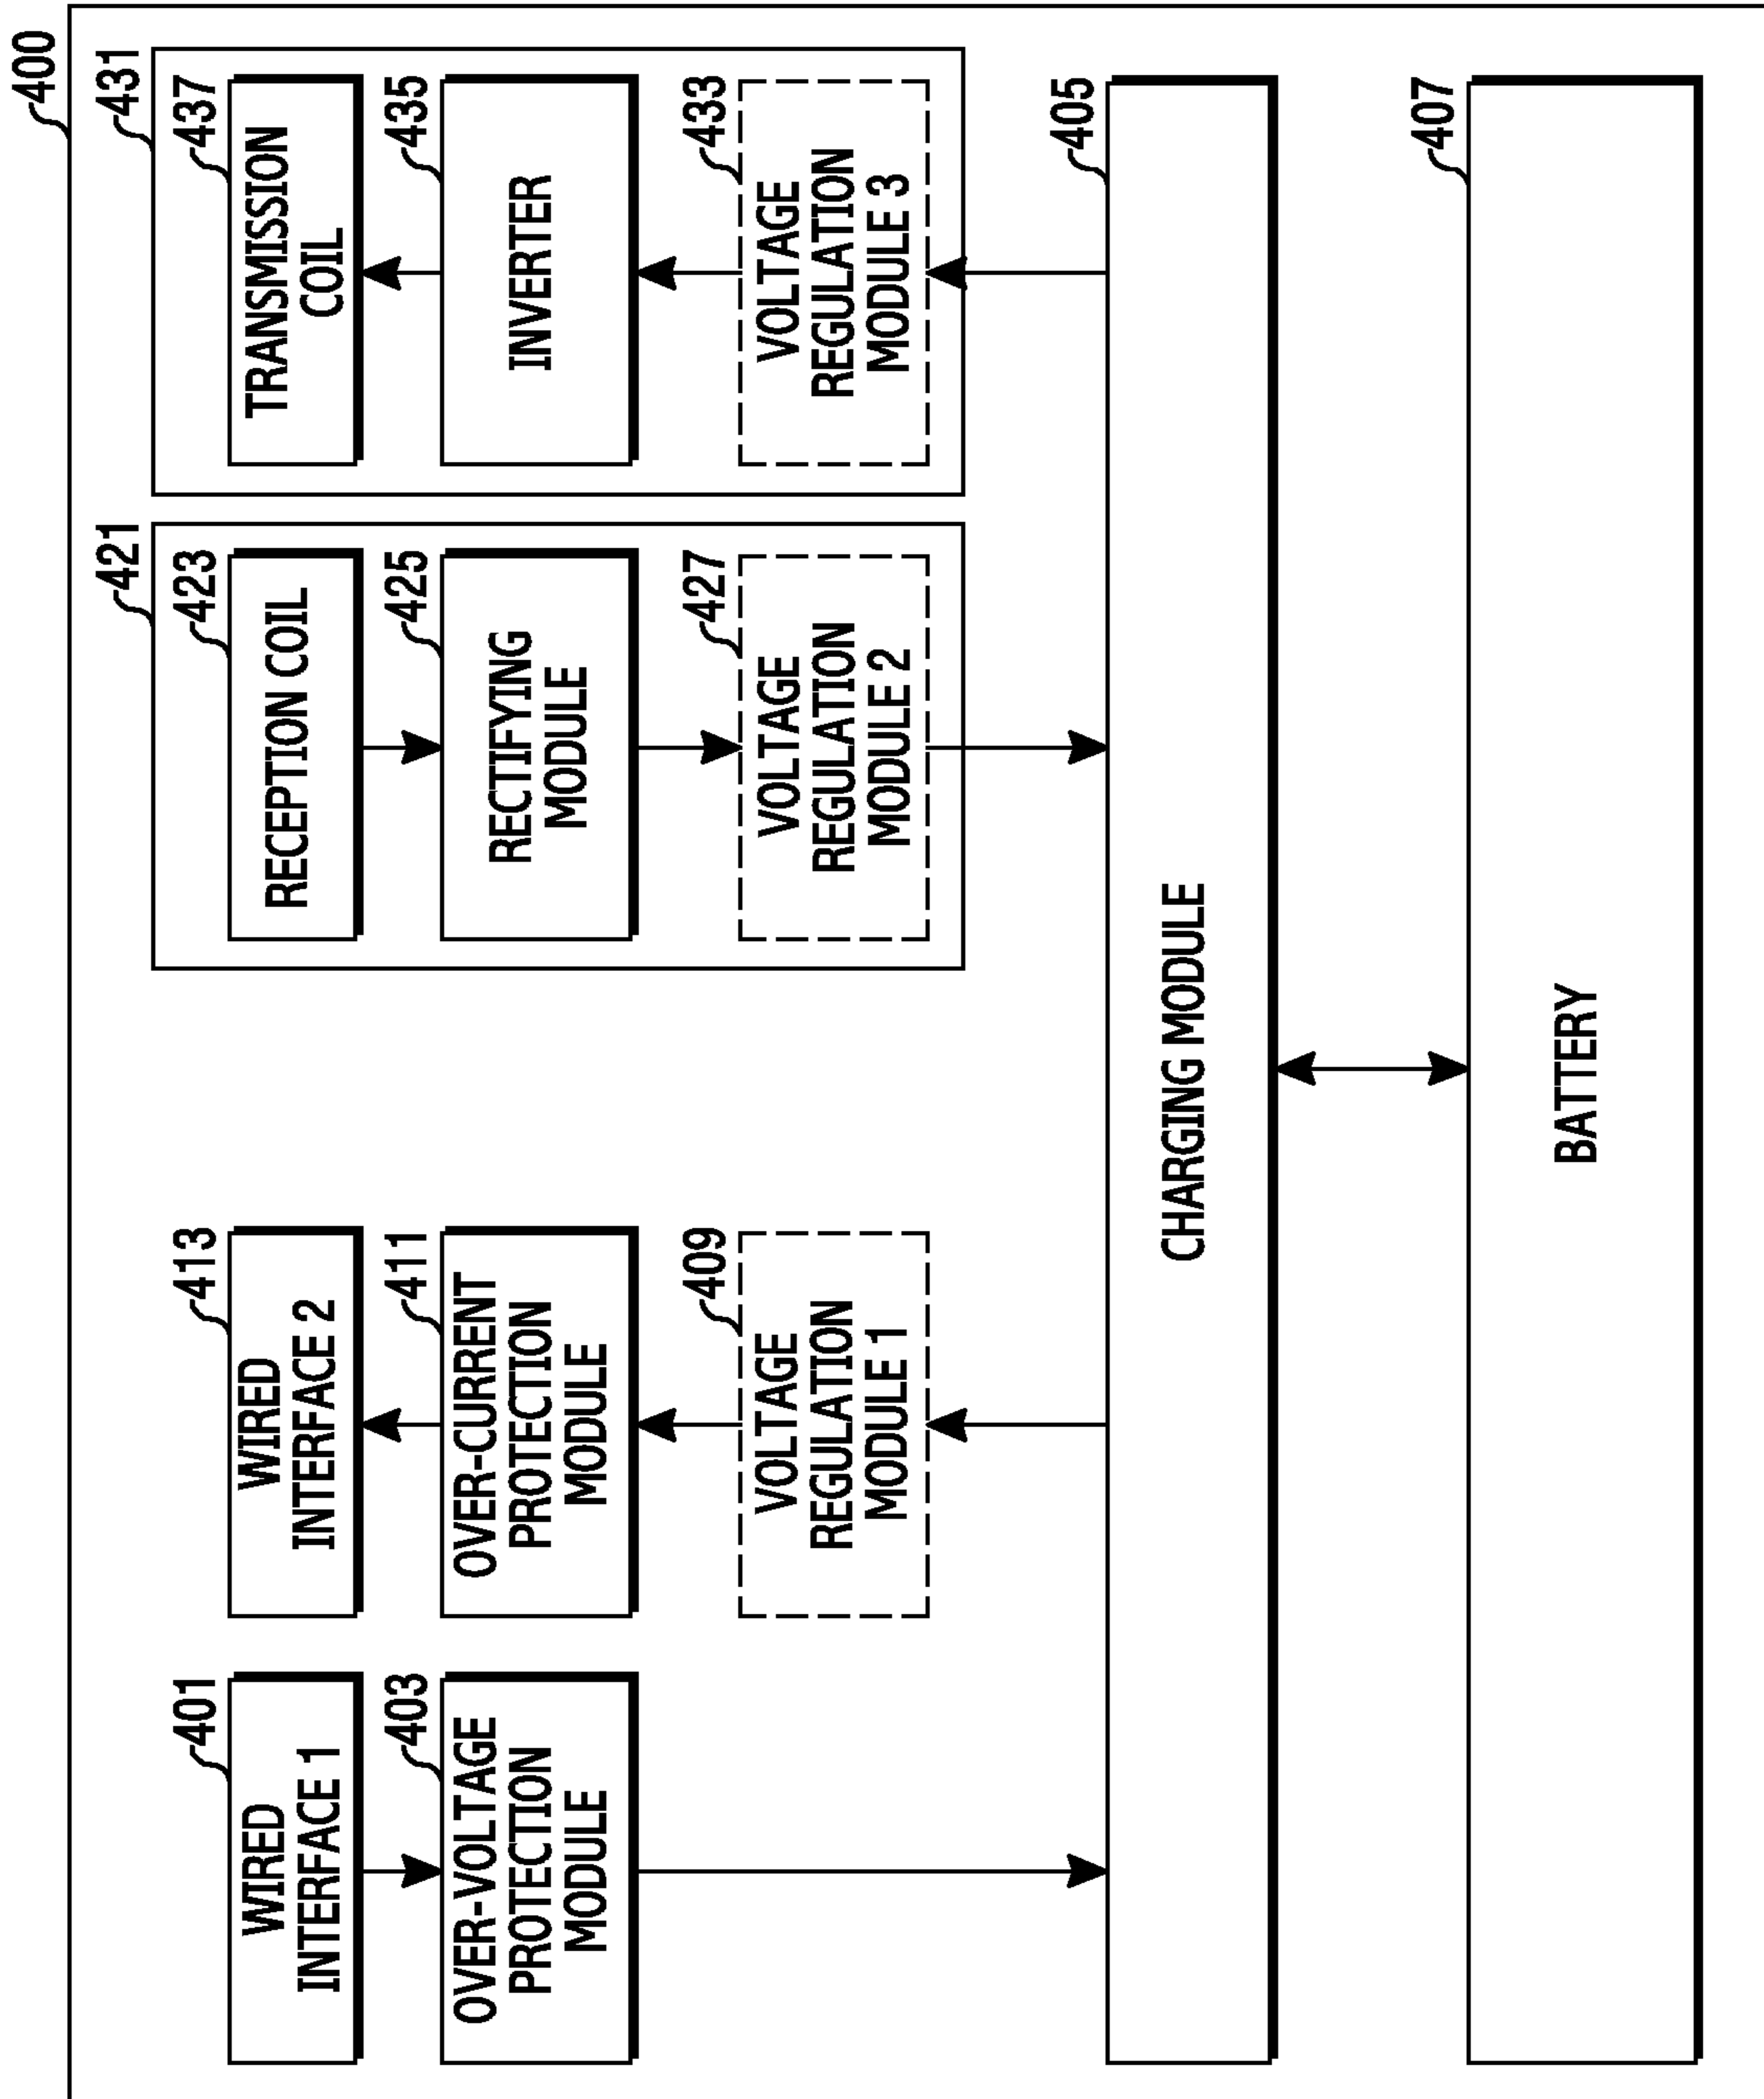 400
401
WIRED
INTERFACE 1
413
WIRED
INTERFACE 2
421
423
RECEPTION COIL
431
437
TRANSMISSION
COIL
403
OVER-VOLTAGE
PROTECTION
MODULE
411
OVER-CURRENT
PROTECTION
MODULE
425
RECTIFYING
MODULE
435
INVERTER
409
VOLTAGE
REGULATION
MODULE 1
427
VOLTAGE
REGULATION
MODULE 2
433
VOLTAGE
REGULATION
MODULE 3
405
CHARGING MODULE
407
BATTERY